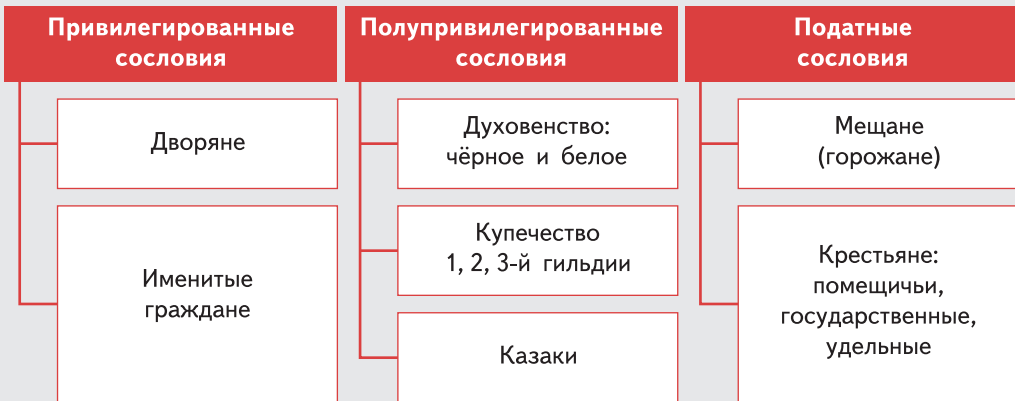 Привилегированные
сословия
Дворяне
Именитые
граждане
Полупривилегированные
сословия
Духовенство:
чёрное и белое
Купечество
1, 2, 3-й гильдии
Казаки
Податные
сословия
Мещане
(горожане)
Крестьяне:
помещичьи,
государственные,
удельные